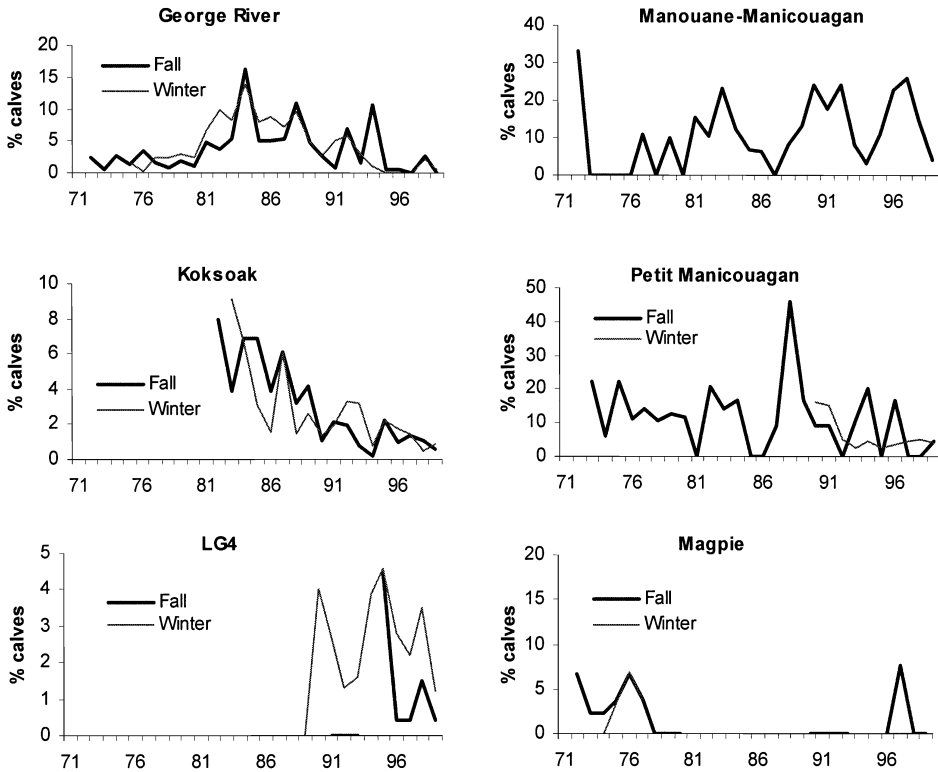 George River
% calves
20
15
10
5
0
Fall
Winter
71 76 81 86 91 96
Manouane-Manicouagan
% calves
40
30
20
10
0
71 76 81 86 91 96
Koksoak
% calves
10
8
6
4
2
0
Fall
Winter
71 76 81 86 91 96
Petit Manicouagan
% calves
50
40
30
20
10
0
Fall
Winter
71 76 81 86 91 96
LG4
% calves
5
4
3
2
1
0
Fall
Winter
71 76 81 86 91 96
Magpie
% calves
20
15
10
5
0
Fall
Winter
71 76 81 86 91 96